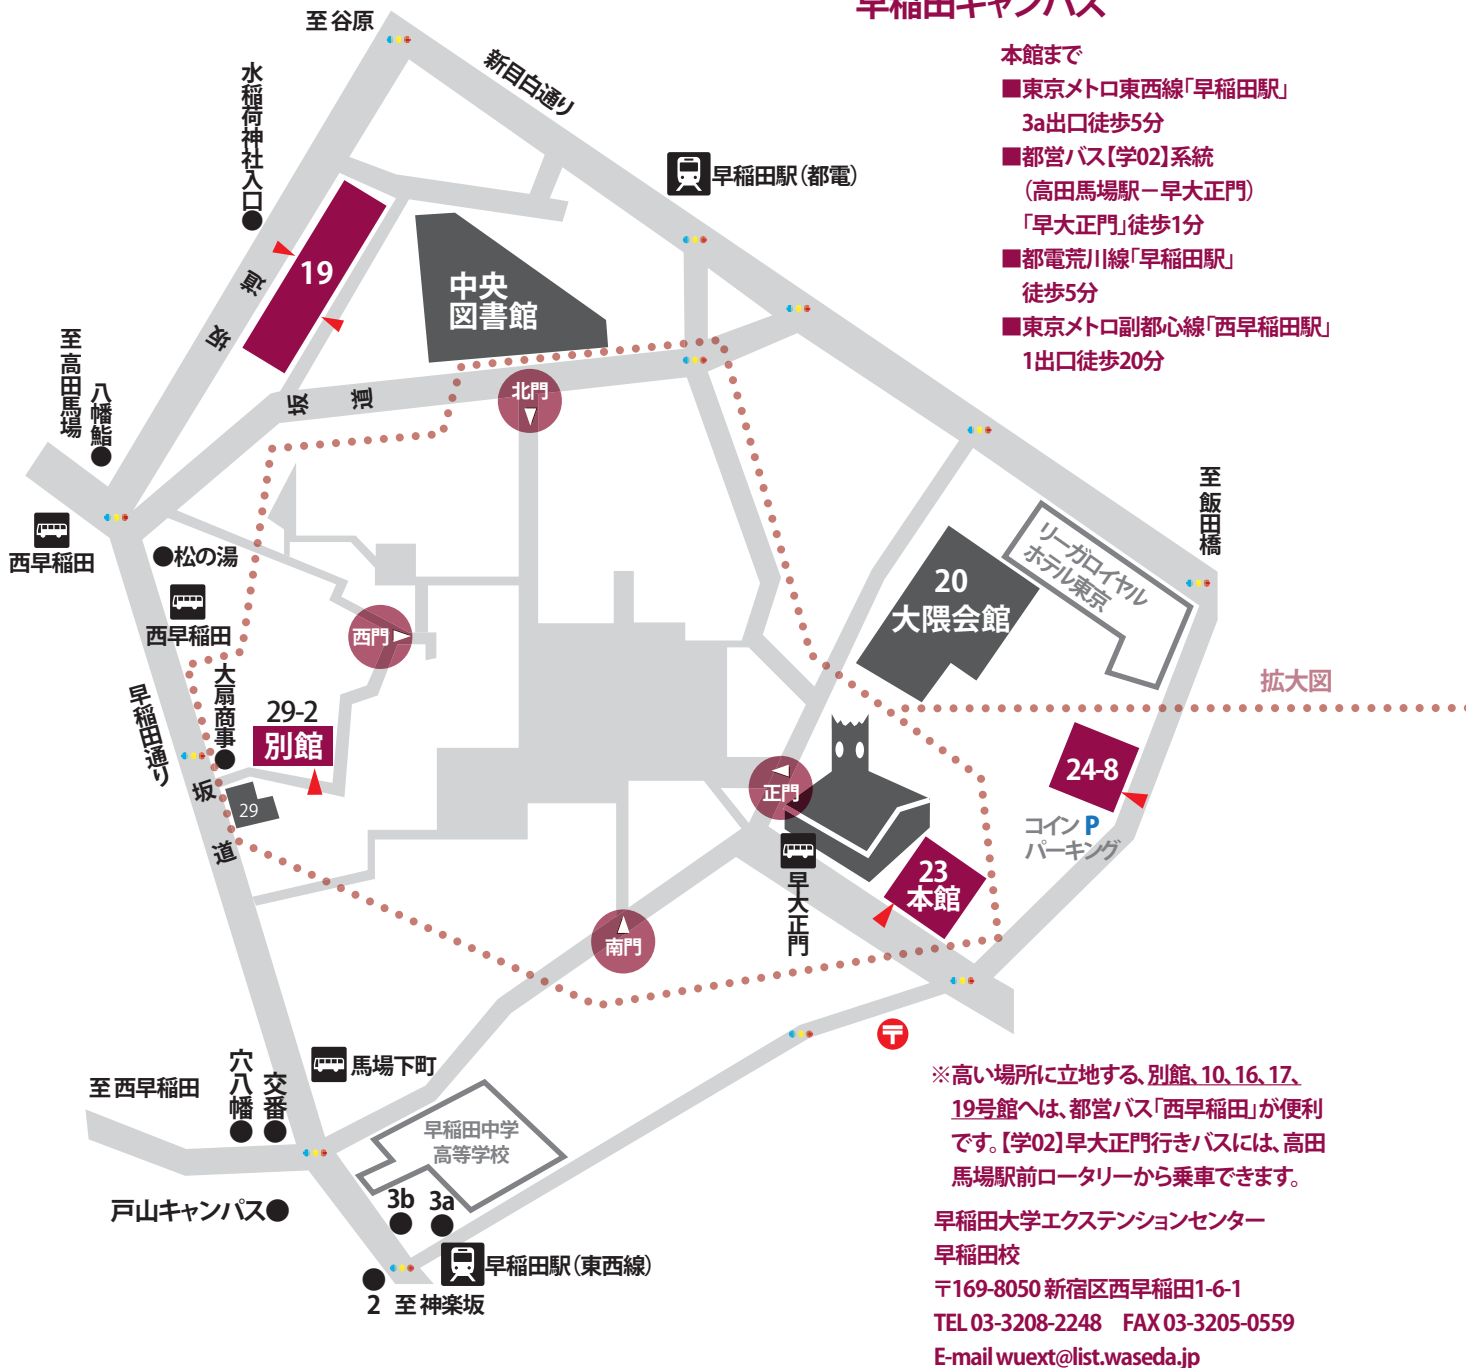 早稲田キャンパス
本館まで
■東京メトロ東西線「早稲田駅」
3a出口徒歩5分
■都営バス【学02】系統
(高田馬場駅－早大正門)
「早大正門」徒歩1分
■都電荒川線「早稲田駅」
徒歩5分
■東京メトロ副都心線「西早稲田駅」
1出口徒歩20分
至 谷原
新目白通り
水稲荷神社入口
早稲田駅(都電)
19
坂道
中央
図書館
至 高田馬場
八幡鮨
坂道
北門
西早稲田
松の湯
西早稲田
西門
至 飯田橋
リーガロイヤル
ホテル東京
20
大隈会館
拡大図
大扇商事
早稲田通り
29-2
別館
29
坂道
正門
24-8
コイン P
パーキング
早大正門
23
本館
南門
〒
馬場下町
至 西早稲田
穴八幡
交番
早稲田中学
高等学校
戸山キャンパス
3b
3a
早稲田駅(東西線)
2
至 神楽坂
※高い場所に立地する、別館、10、16、17、
19号館へは、都営バス「西早稲田」が便利
です。【学02】早大正門行きバスには、高田
馬場駅前ロータリーから乗車できます。
早稲田大学エクステンションセンター
早稲田校
〒169-8050 新宿区西早稲田1-6-1
TEL 03-3208-2248 FAX 03-3205-0559
E-mail wuext@list.waseda.jp